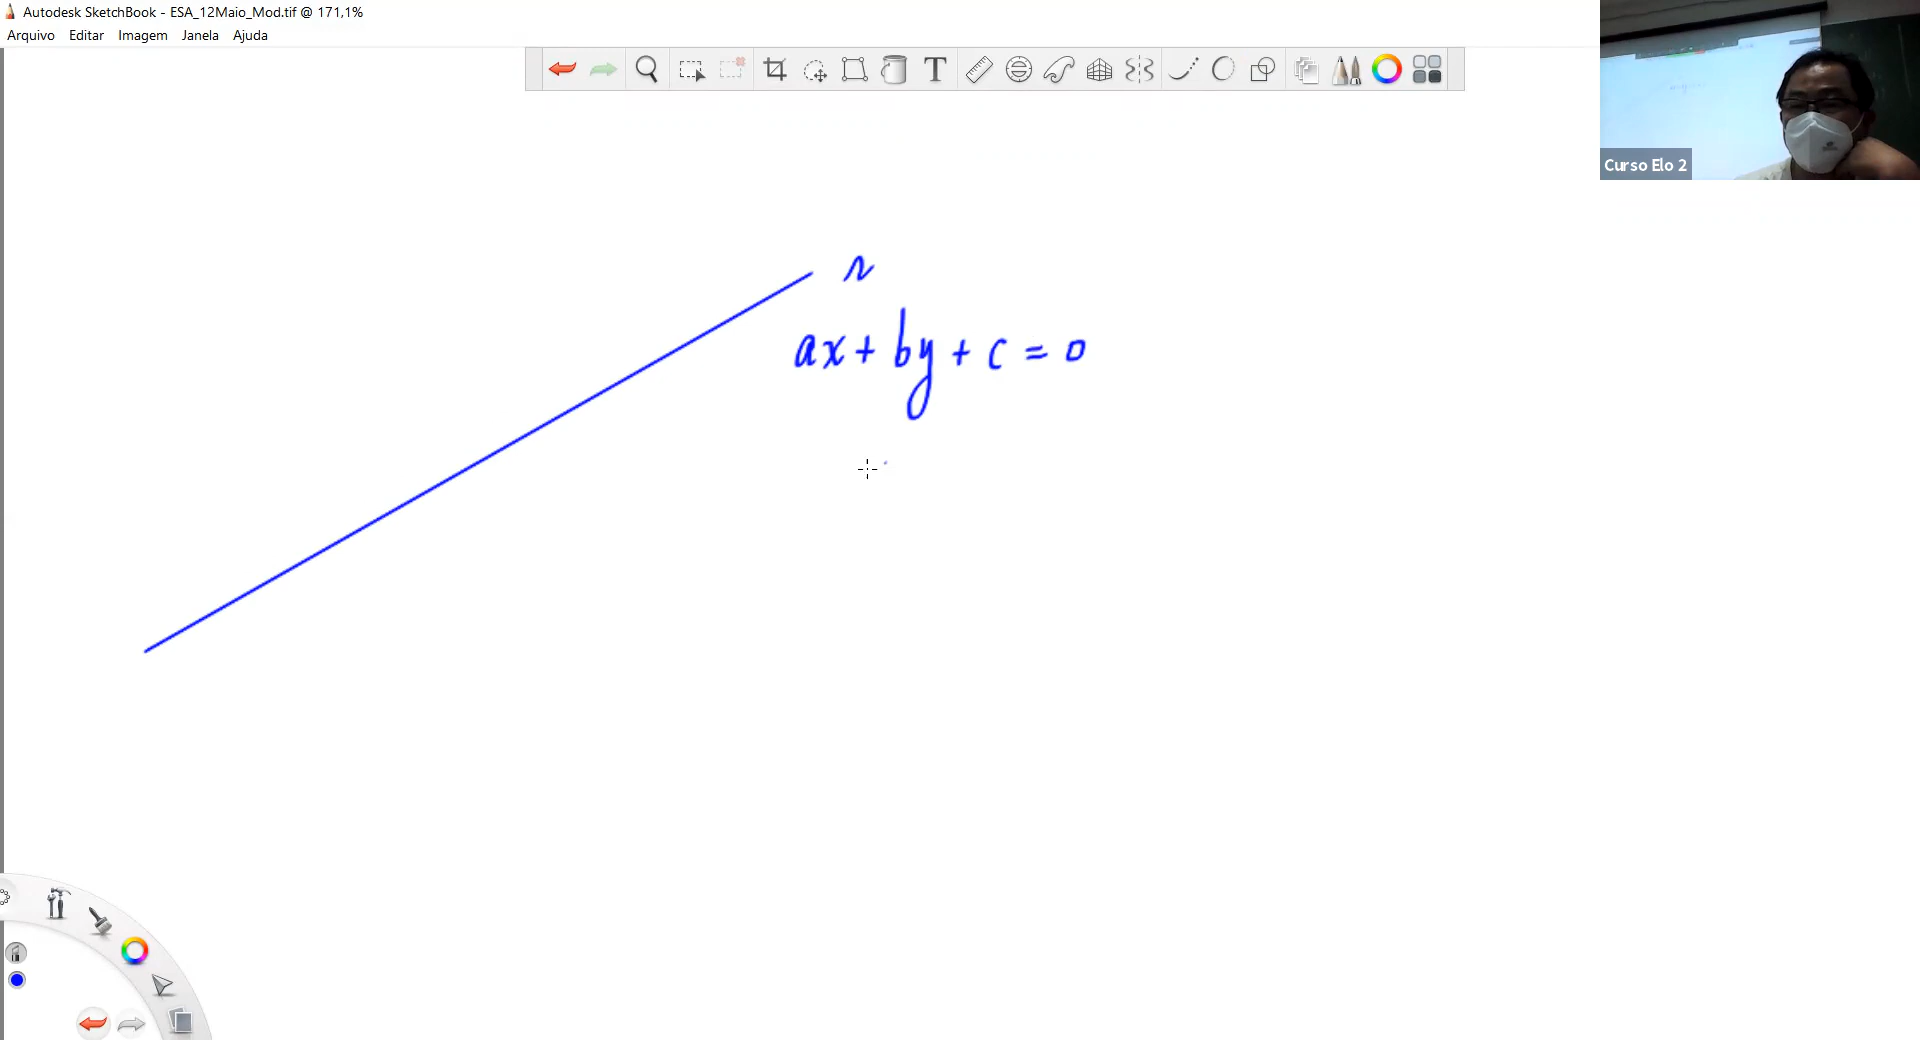 Autodesk SketchBook - ESA_12Maio_Mod.tif @ 171,1%
Arquivo Editar Imagem Janela Ajuda
T
Curso Elo 2
r
ax + by + c = 0